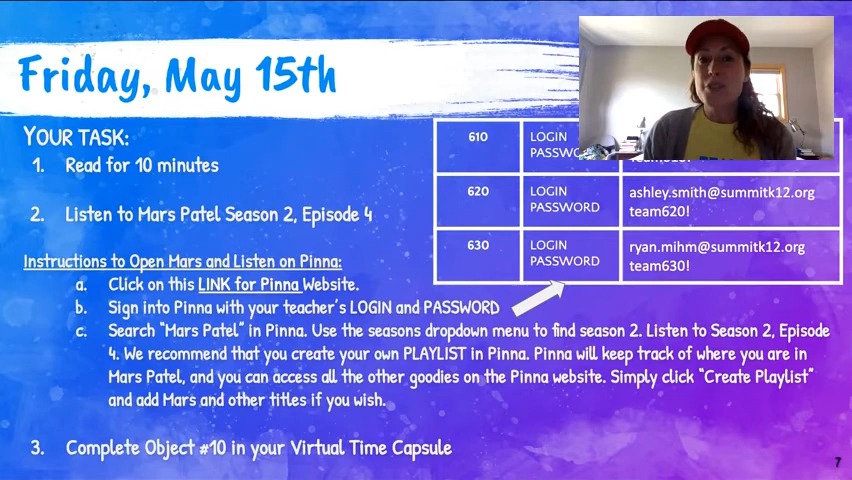 Friday, May 15th
YOUR TASK:
1. Read for 10 minutes
2. Listen to Mars Patel Season 2, Episode 4
610 LOGIN
620 LOGIN ashley.smith@summitk12.org
PASSWORD team620!
630 LOGIN ryan.mihm@summitk12.org
PASSWORD team630!
Instructions to Open Mars and Listen on Pinna:
a. Click on this LINK for Pinna Website.
b. Sign into Pinna with your teacher's LOGIN and PASSWORD
c. Search “Mars Patel” in Pinna. Use the seasons dropdown menu to find season 2. Listen to Season 2, Episode
4. We recommend that you create your own PLAYLIST in Pinna. Pinna will keep track of where you are in
Mars Patel, and you can access all the other goodies on the Pinna website. Simply click “Create Playlist”
and add Mars and other titles if you wish.
3. Complete Object #10 in your Virtual Time Capsule
7